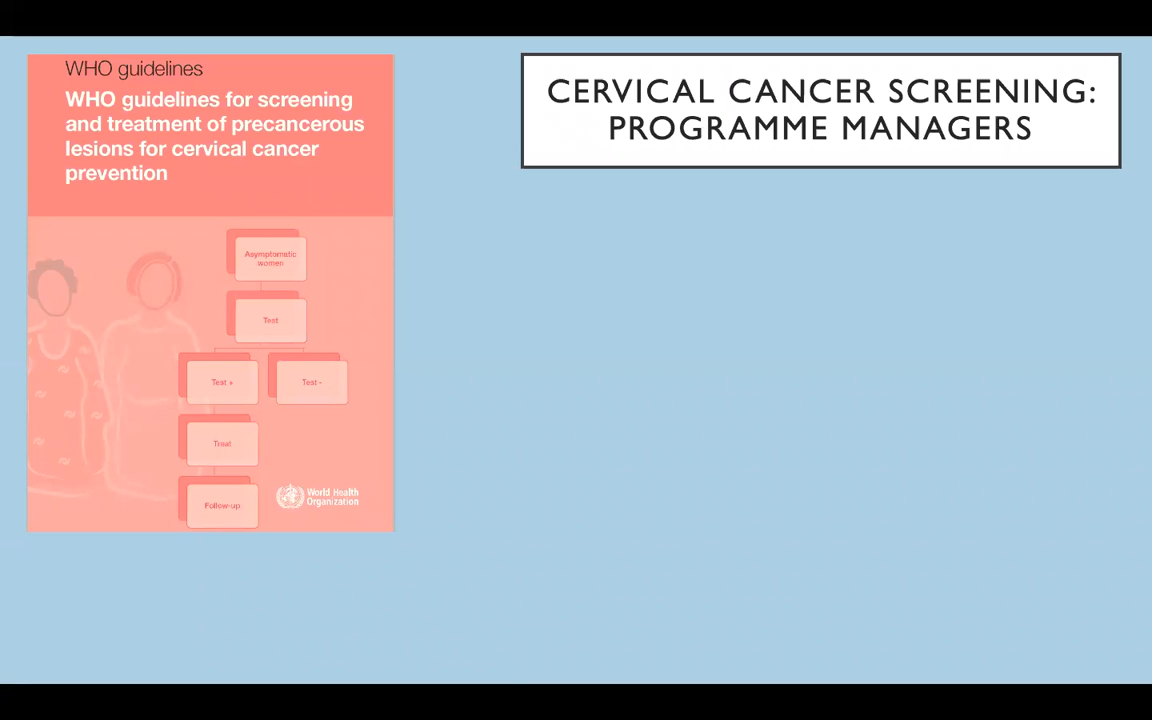 WHO guidelines
WHO guidelines for screening
and treatment of precancerous
lesions for cervical cancer
prevention
Asymptomatic
women
Test
Test +
Test -
Treat
Follow-up
World Health
Organization
CERVICAL CANCER SCREENING:
PROGRAMME MANAGERS